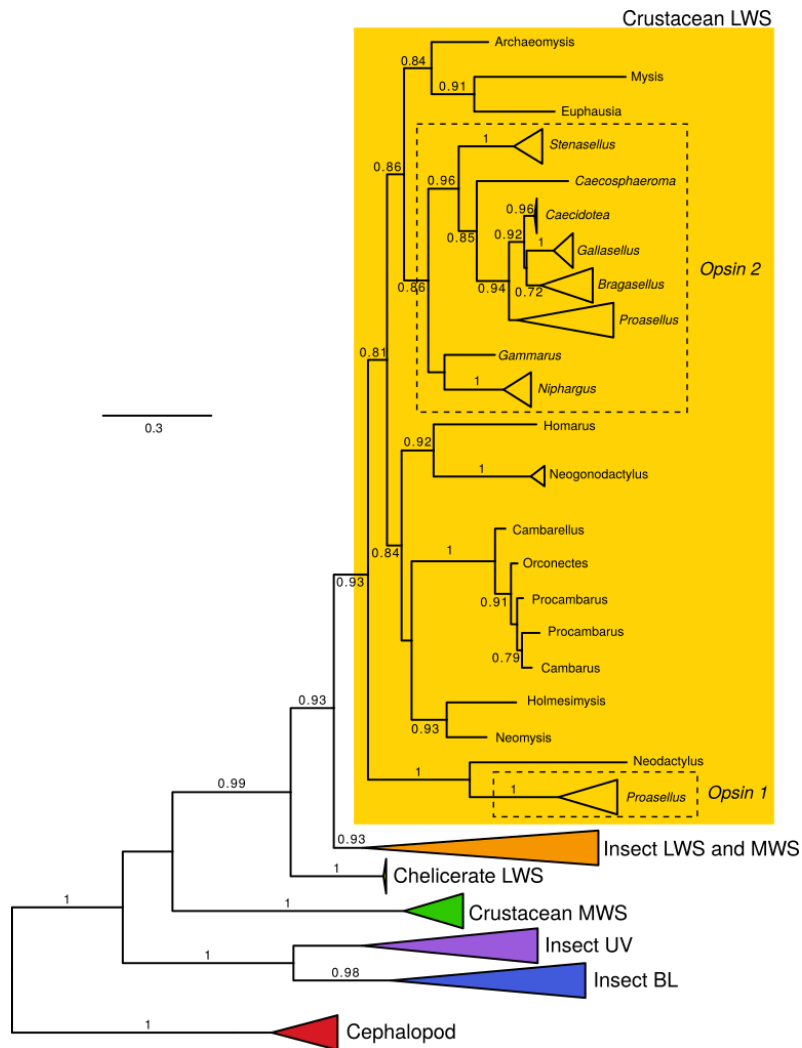 Crustacean LWS
Archaeomysis
0.84
Mysis
0.91
Euphausia
1
Stenasellus
0.86
0.96
Caecosphaeroma
0.96
Caecidotea
0.85
0.92
1
Gallasellus
Opsin 2
0.86
0.94
0.72
Bragasellus
Proasellus
0.81
Gammarus
1
Niphargus
0.3
Homarus
0.92
1
Neogonodactylus
Cambarellus
0.84
1
Orconectes
0.93
0.91
Procambarus
Procambarus
0.79
Cambarus
0.93
Holmesimysis
0.93
Neomysis
Neodactylus
1
0.99
1
Proasellus
Opsin 1
0.93
Insect LWS and MWS
1
Chelicerate LWS
1
1
Crustacean MWS
Insect UV
1
0.98
Insect BL
1
Cephalopod